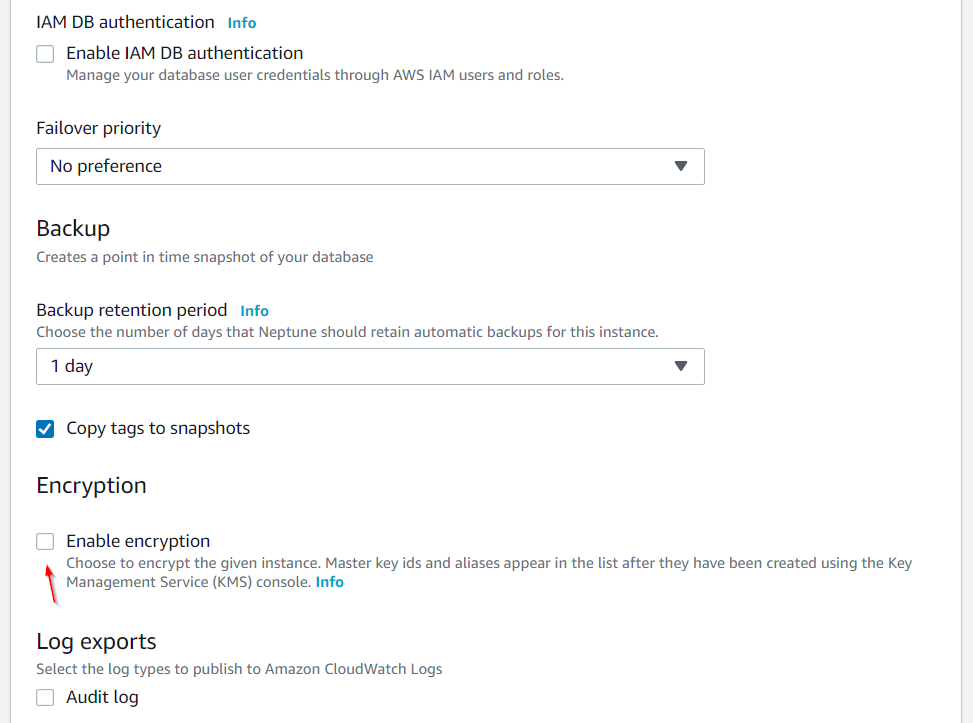 IAM DB authentication Info
Enable IAM DB authentication
Manage your database user credentials through AWS IAM users and roles.
Failover priority
No preference
Backup
Creates a point in time snapshot of your database
Backup retention period Info
Choose the number of days that Neptune should retain automatic backups for this instance.
1 day
Copy tags to snapshots
Encryption
Enable encryption
Choose to encrypt the given instance. Master key ids and aliases appear in the list after they have been created using the Key
Management Service (KMS) console. Info
Log exports
Select the log types to publish to Amazon CloudWatch Logs
Audit log